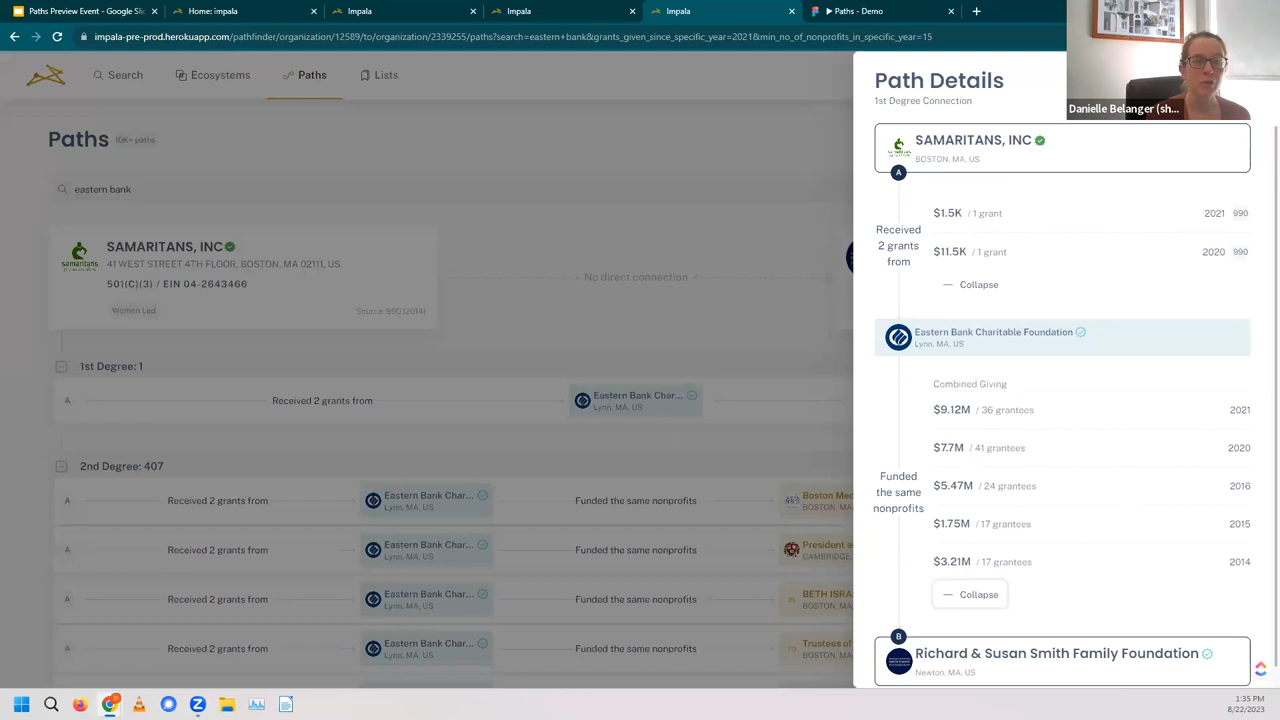 Paths Preview Event - Google Slid
Home: impala
Impala
Impala
Impala
Paths - Demo
impala-pre-prod.herokuapp.com/pathfinder/organization/12589/to/organization/2339255/paths?search=eastern+bank&grants_given_since_specific_year=2021&min_no_of_nonprofits_in_specific_year=15
Search
Ecosystems
Paths
Lists
Paths
10K+ paths
eastern bank
SAMARITANS, INC
41 WEST STREET 4TH FLOOR, BOSTON, MA 02111, US.
501(C)(3) / EIN 04-2643466
Women Led
Source: 990 (2014)
No direct connection
1st Degree: 1
A
Received 2 grants from
Eastern Bank Char...
Lynn, MA, US
2nd Degree: 407
A
Received 2 grants from
Eastern Bank Char...
Lynn, MA, US
Funded the same nonprofits
Boston Med
BOSTON, MA
A
Received 2 grants from
Eastern Bank Char...
Lynn, MA, US
Funded the same nonprofits
President a
CAMBRIDGE,
A
Received 2 grants from
Eastern Bank Char...
Lynn, MA, US
Funded the same nonprofits
BETH ISRA
BOSTON, MA
A
Received 2 grants from
Eastern Bank Char...
Lynn, MA, US
Funded the same nonprofits
TO
Trustees of
BOSTON, MA
Path Details
1st Degree Connection
Danielle Belanger (sh...
SAMARITANS, INC
BOSTON, MA, US
A
Received
2 grants
from
$1.5K / 1 grant
2021 990
$11.5K / 1 grant
2020 990
Collapse
Eastern Bank Charitable Foundation
Lynn, MA, US
Combined Giving
$9.12M / 36 grantees
2021
$7.7M / 41 grantees
2020
Funded
the same
nonprofits
$5.47M / 24 grantees
2016
$1.75M / 17 grantees
2015
$3.21M / 17 grantees
2014
Collapse
B
Richard & Susan Smith Family Foundation
Newton, MA, US
1:35 PM
8/22/2023